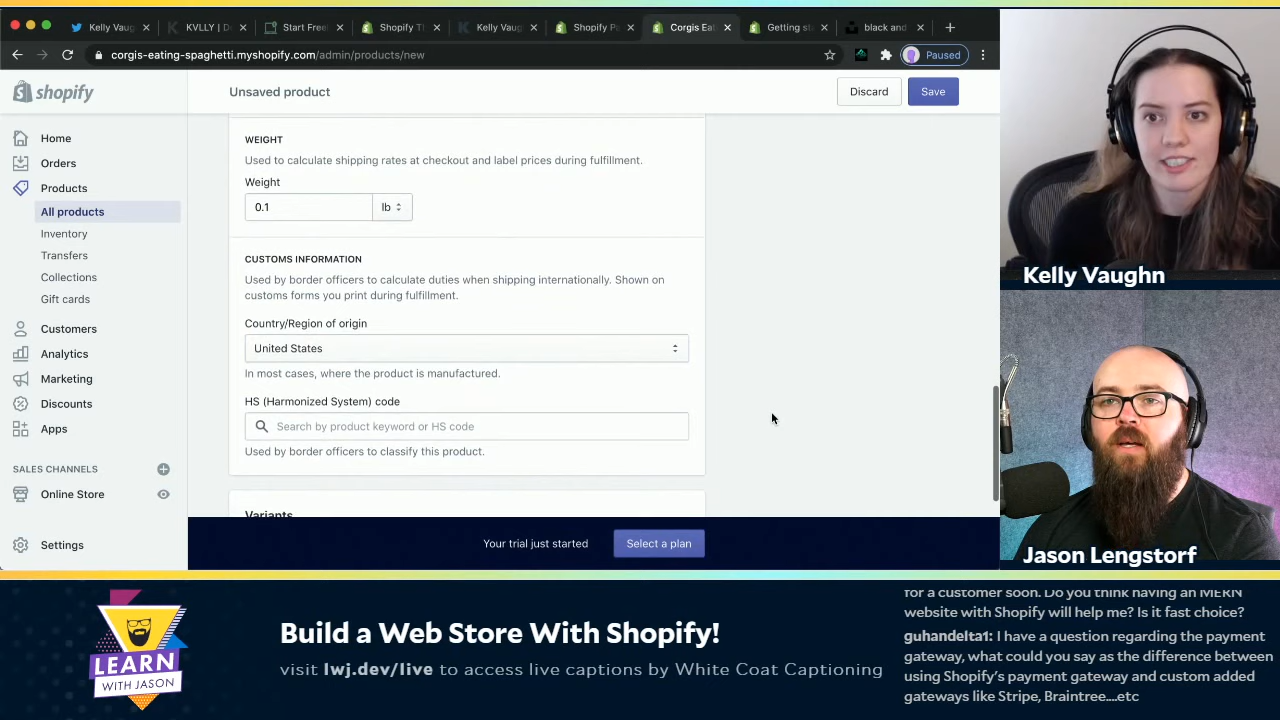 Kelly Vaug
KVLLY | D
Start Free
Shopify T
Kelly Vaug
Shopify P
Corgis Ea
Getting st
black and
corgis-eating-spaghetti.myshopify.com/admin/products/new
Paused
shopify
Unsaved product
Discard
Save
Home
Orders
Products
All products
Inventory
Transfers
Collections
Gift cards
Customers
Analytics
Marketing
Discounts
Apps
SALES CHANNELS
Online Store
Settings
WEIGHT
Used to calculate shipping rates at checkout and label prices during fulfillment.
Weight
0.1
lb
CUSTOMS INFORMATION
Used by border officers to calculate duties when shipping internationally. Shown on
customs forms you print during fulfillment.
Country/Region of origin
United States
In most cases, where the product is manufactured.
HS (Harmonized System) code
Search by product keyword or HS code
Used by border officers to classify this product.
Variants
Your trial just started
Select a plan
Kelly Vaughn
Jason Lengstorf
LEARN
WITH JASON
Build a Web Store With Shopify!
visit lwj.dev/live to access live captions by White Coat Captioning
for a customer soon. Do you think having an MERN
website with Shopify will help me? Is it fast choice?
guhandelta1: I have a question regarding the payment
gateway, what could you say as the difference between
using Shopify's payment gateway and custom added
gateways like Stripe, Braintree....etc